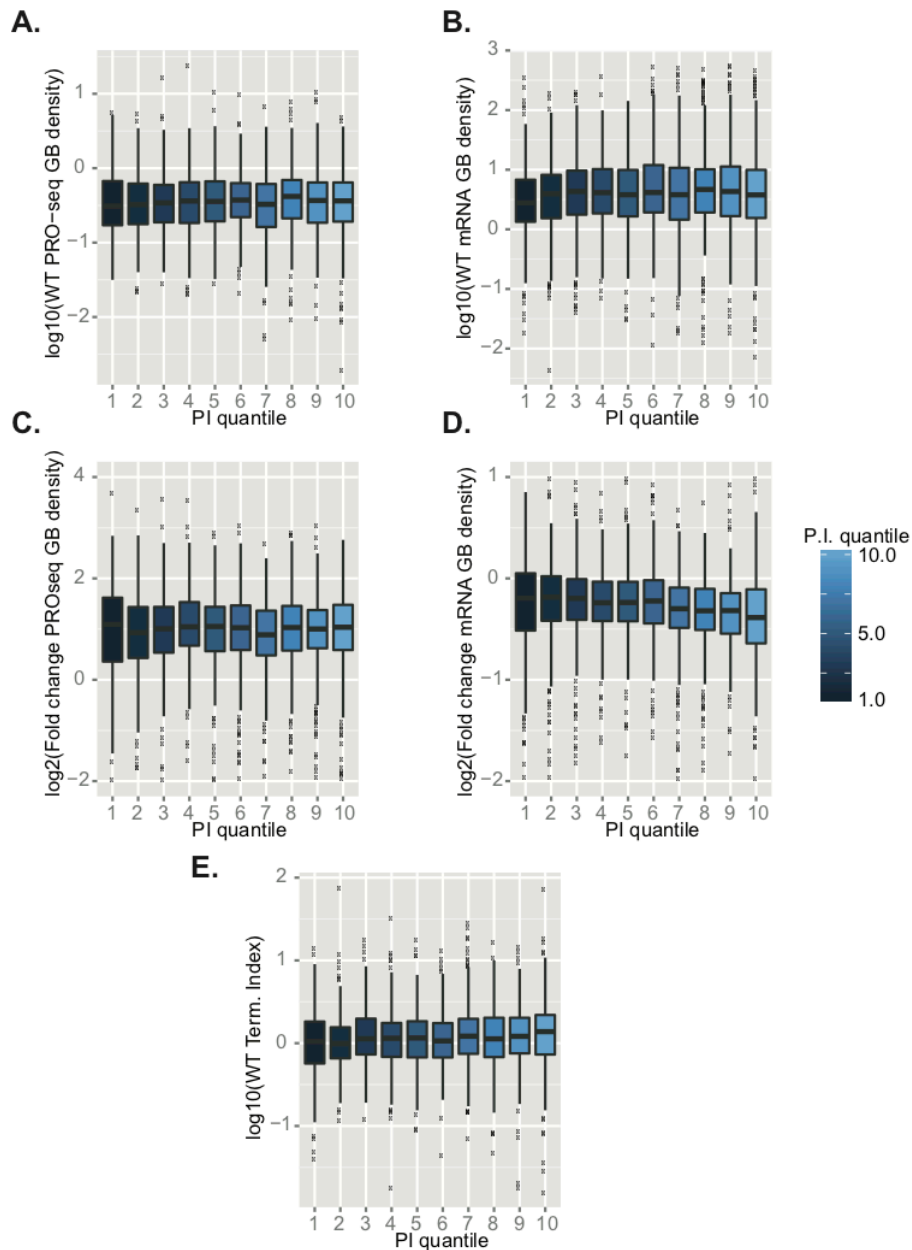 A.
log10(WT PRO-seq GB density)
1
0
−1
−2
1 2 3 4 5 6 7 8 9 10
PI quantile
B.
log10(WT mRNA GB density)
3
2
1
0
−1
−2
1 2 3 4 5 6 7 8 9 10
PI quantile
C.
log2(Fold change PROseq GB density)
4
2
0
−2
1 2 3 4 5 6 7 8 9 10
PI quantile
D.
log2(Fold change mRNA GB density)
1
0
−1
−2
1 2 3 4 5 6 7 8 9 10
PI quantile
P.I. quantile
10.0
5.0
1.0
E.
log10(WT Term. Index)
2
1
0
−1
1 2 3 4 5 6 7 8 9 10
PI quantile